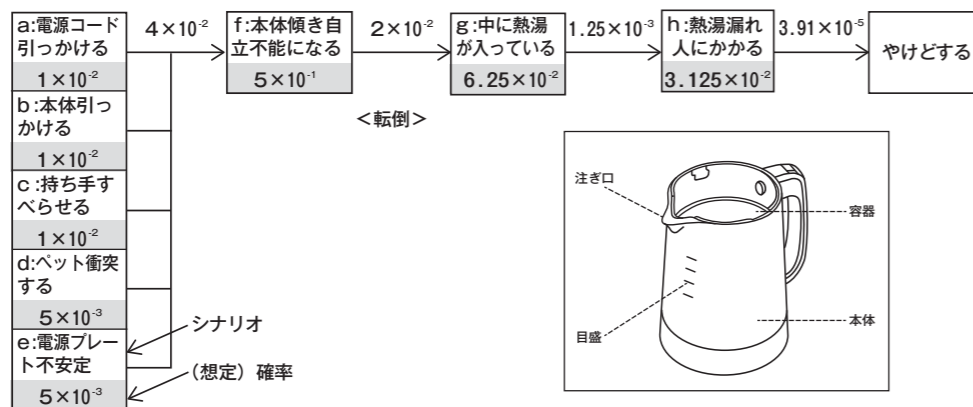 a:電源コード
引っかける
1×10⁻²
b:本体引っ
かける
1×10⁻²
c:持ち手す
べらせる
1×10⁻²
d:ペット衝突
する
5×10⁻³
e:電源プレー
ト不安定
5×10⁻³
4×10⁻²
f:本体傾き自
立不能になる
5×10⁻¹
2×10⁻²
<転倒>
g:中に熱湯
が入っている
6.25×10⁻²
1.25×10⁻³
h:熱湯漏れ
人にかかる
3.125×10⁻²
3.91×10⁻⁵
やけどする
シナリオ
(想定)確率
注ぎ口
容器
目盛
本体